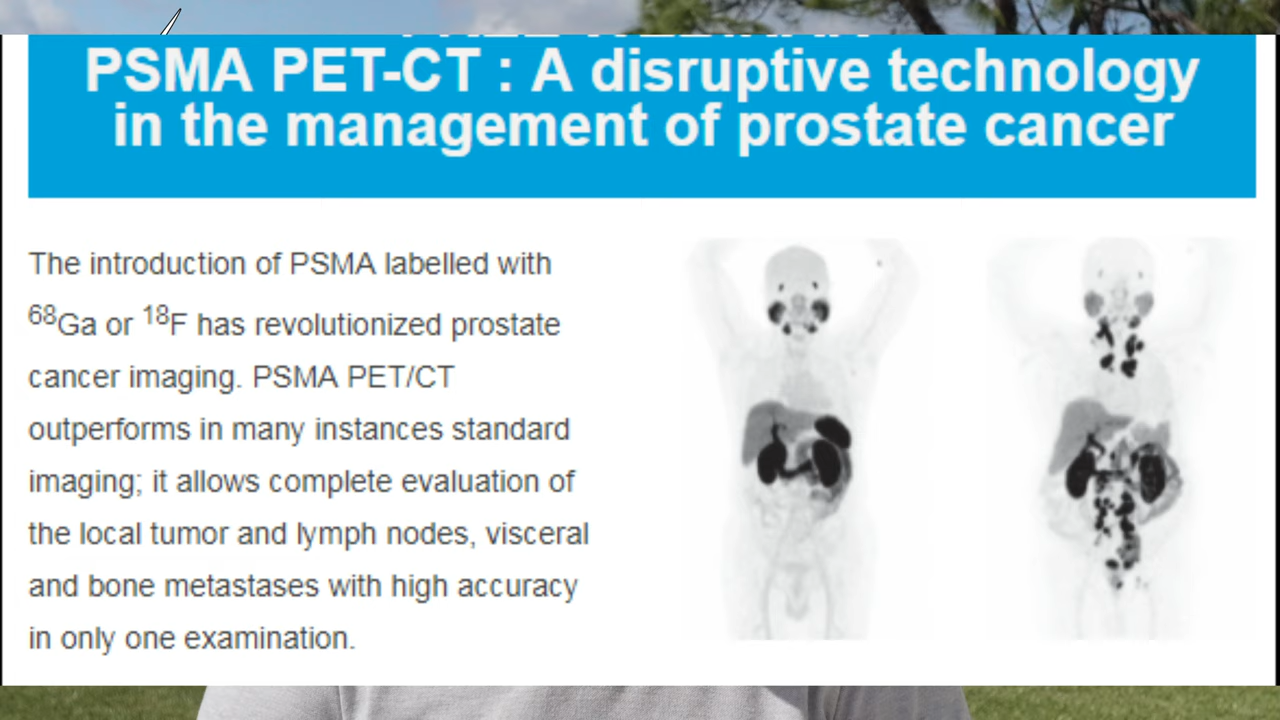 PSMA PET-CT : A disruptive technology
in the management of prostate cancer
The introduction of PSMA labelled with
⁶⁸Ga or ¹⁸F has revolutionized prostate
cancer imaging. PSMA PET/CT
outperforms in many instances standard
imaging; it allows complete evaluation of
the local tumor and lymph nodes, visceral
and bone metastases with high accuracy
in only one examination.